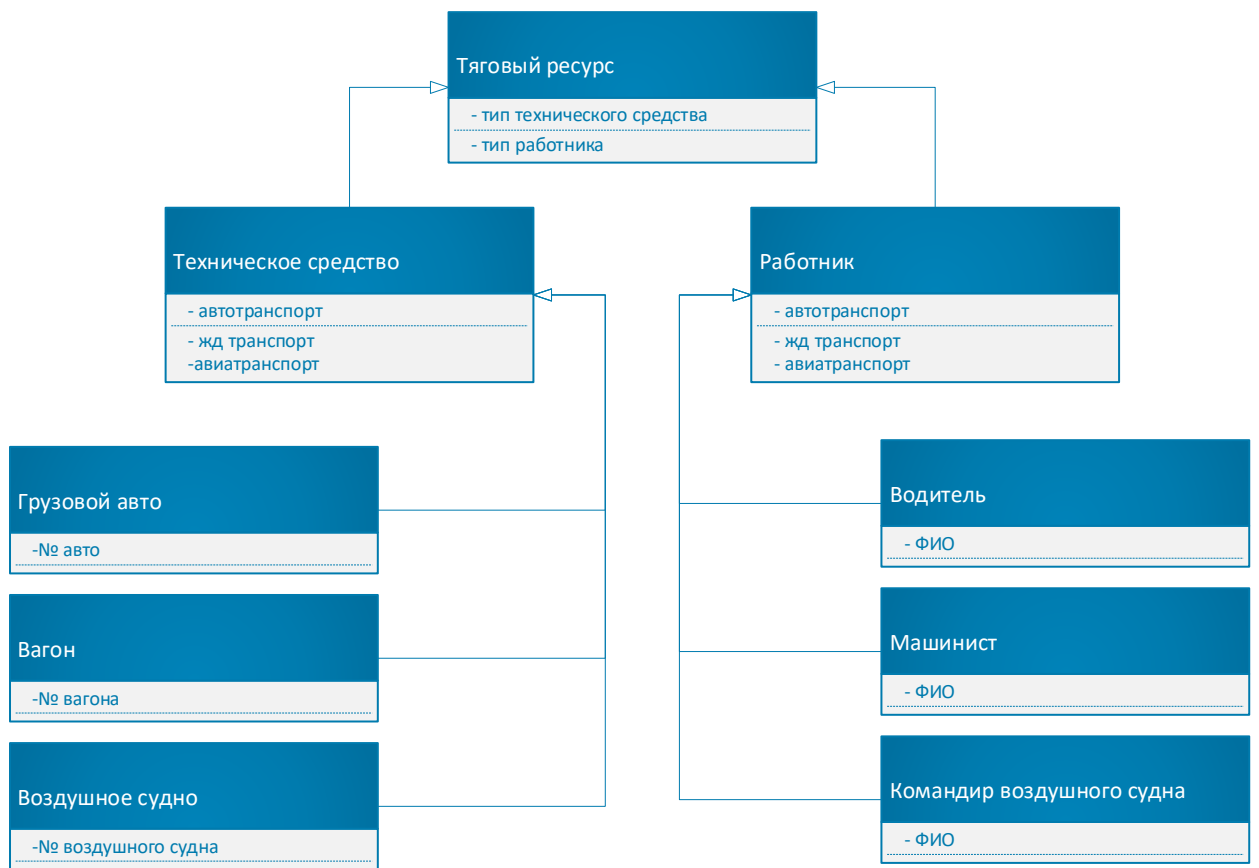 Тяговый ресурс
- тип технического средства
- тип работника
Техническое средство
- автотранспорт
- жд транспорт
-авиатранспорт
Работник
- автотранспорт
- жд транспорт
- авиатранспорт
Грузовой авто
-№ авто
Вагон
-№ вагона
Воздушное судно
-№ воздушного судна
Водитель
- ФИО
Машинист
- ФИО
Командир воздушного судна
- ФИО